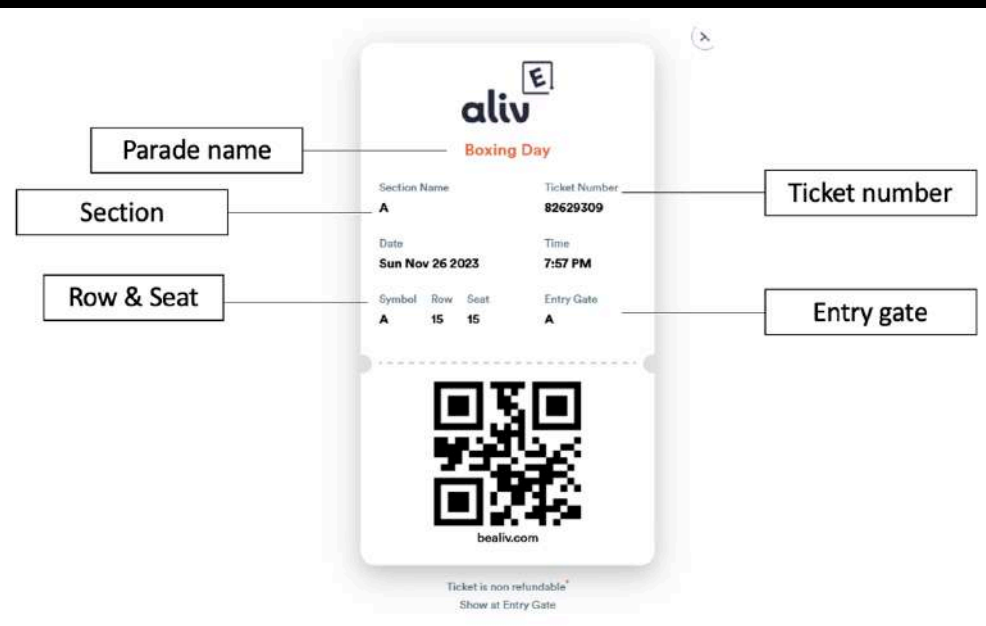 E
aliv
Parade name
Boxing Day
Section Name Ticket Number
Ticket number
Section
A 82629309
Date Time
Sun Nov 26 2023 7:57 PM
Row & Seat
Symbol Row Seat Entry Gate
Entry gate
A 15 15 A
bealiv.com
Ticket is non refundable*
Show at Entry Gate